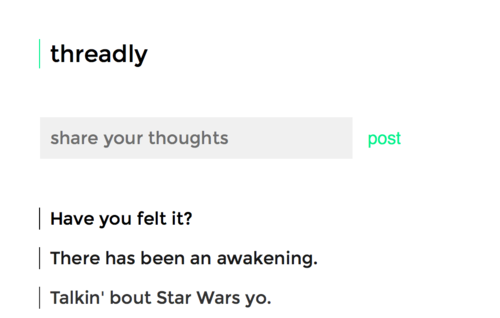 threadly
share your thoughts post
Have you felt it?
There has been an awakening.
Talkin' bout Star Wars yo.